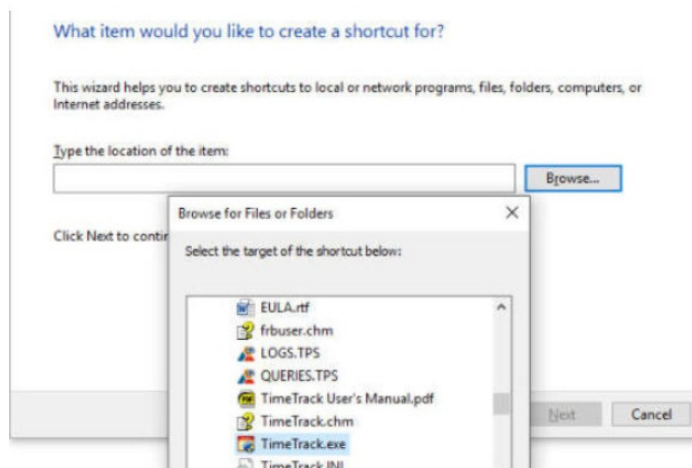 What item would you like to create a shortcut for?
This wizard helps you to create shortcuts to local or network programs, files, folders, computers, or
Internet addresses.
Type the location of the item:
Browse...
Browse for Files or Folders
Click Next to contin
Select the target of the shortcut below:
EULA.rtf
frbuser.chm
LOGS.TPS
QUERIES.TPS
TimeTrack User's Manual.pdf
TimeTrack.chm
Next
Cancel
TimeTrack.exe
TimeTrack.INI